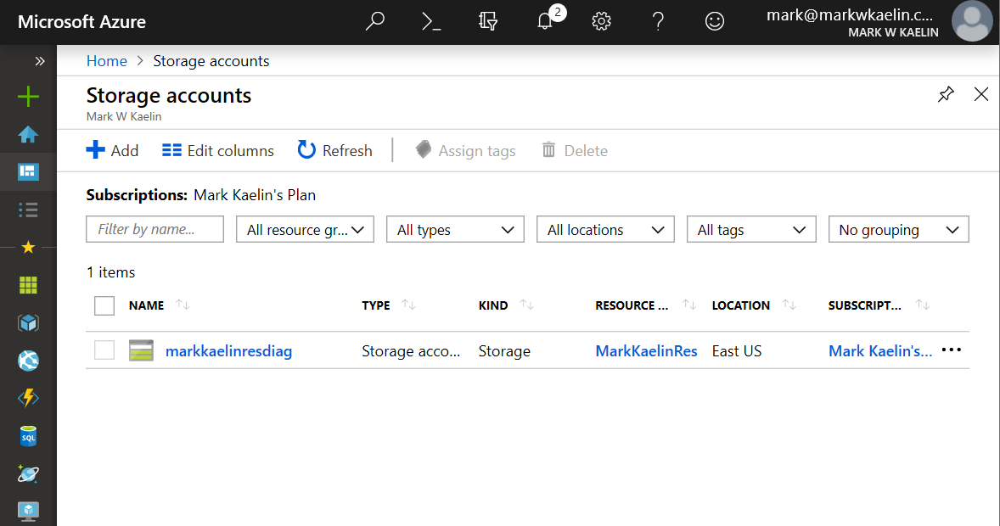 Microsoft Azure
2
mark@markwkaelin.c...
MARK W KAELIN
Home > Storage accounts
Storage accounts
Mark W Kaelin
Add Edit columns Refresh Assign tags Delete
Subscriptions: Mark Kaelin's Plan
Filter by name... All resource gr... All types All locations All tags No grouping
1 items
NAME TYPE KIND RESOURCE ... LOCATION SUBSCRIPT...
markkaelinresdiag Storage acco... Storage MarkKaelinRes East US Mark Kaelin's...
SQL